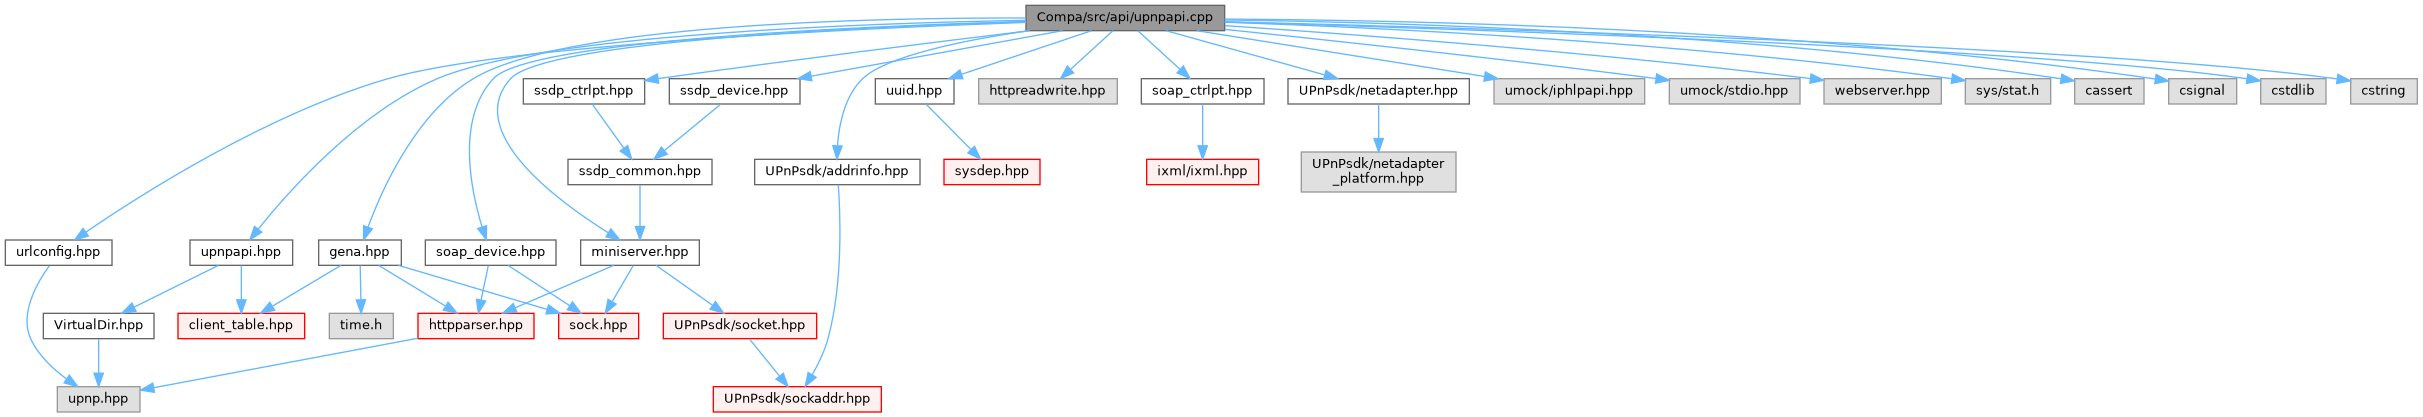 Compa/src/api/upnpapi.cpp
ssdp_ctrlpt.hpp
ssdp_device.hpp
uuid.hpp
httpreadwrite.hpp
soap_ctrlpt.hpp
UPnPsdk/netadapter.hpp
umock/iphlpapi.hpp
umock/stdio.hpp
webserver.hpp
sys/stat.h
cassert
csignal
cstdlib
cstring
ssdp_common.hpp
UPnPsdk/addrinfo.hpp
sysdep.hpp
ixml/ixml.hpp
UPnPsdk/netadapter
_platform.hpp
urlconfig.hpp
upnpapi.hpp
gena.hpp
soap_device.hpp
miniserver.hpp
VirtualDir.hpp
client_table.hpp
time.h
httpparser.hpp
sock.hpp
UPnPsdk/socket.hpp
upnp.hpp
UPnPsdk/sockaddr.hpp